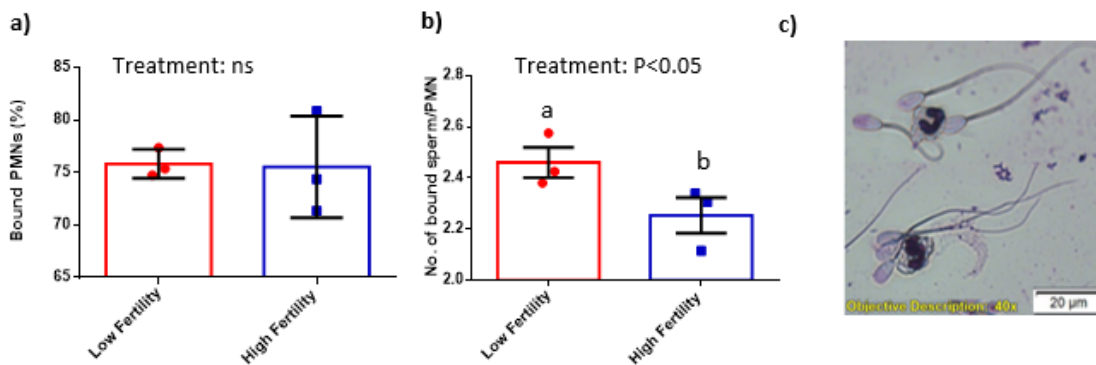 a)
Treatment: ns
Bound PMNs (%)
85
80
75
70
65
Low Fertility
High Fertility
b)
Treatment: P<0.05
No. of bound sperm/PMN
2.8
2.6
2.4
2.2
2.0
a
b
Low Fertility
High Fertility
c)
Objective Description: 40x
20 µm